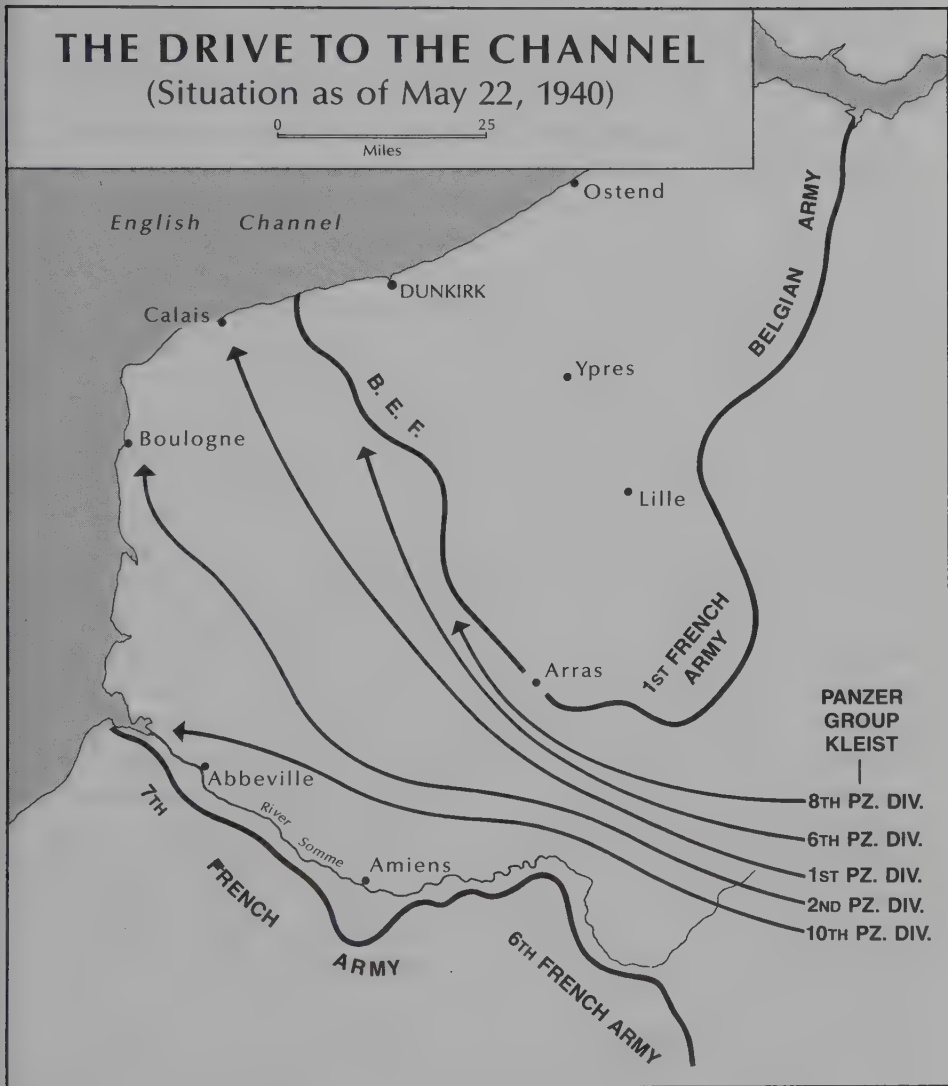 THE DRIVE TO THE CHANNEL
(Situation as of May 22, 1940)
0 25
Miles
English Channel
Ostend
DUNKIRK
Calais
BELGIAN ARMY
Ypres
B. E. F.
Boulogne
Lille
1ST FRENCH
ARMY
Arras
PANZER
GROUP
KLEIST
8TH PZ. DIV.
6TH PZ. DIV.
1ST PZ. DIV.
2ND PZ. DIV.
10TH PZ. DIV.
Abbeville
River
Somme
Amiens
7TH
FRENCH
ARMY
6TH FRENCH ARMY